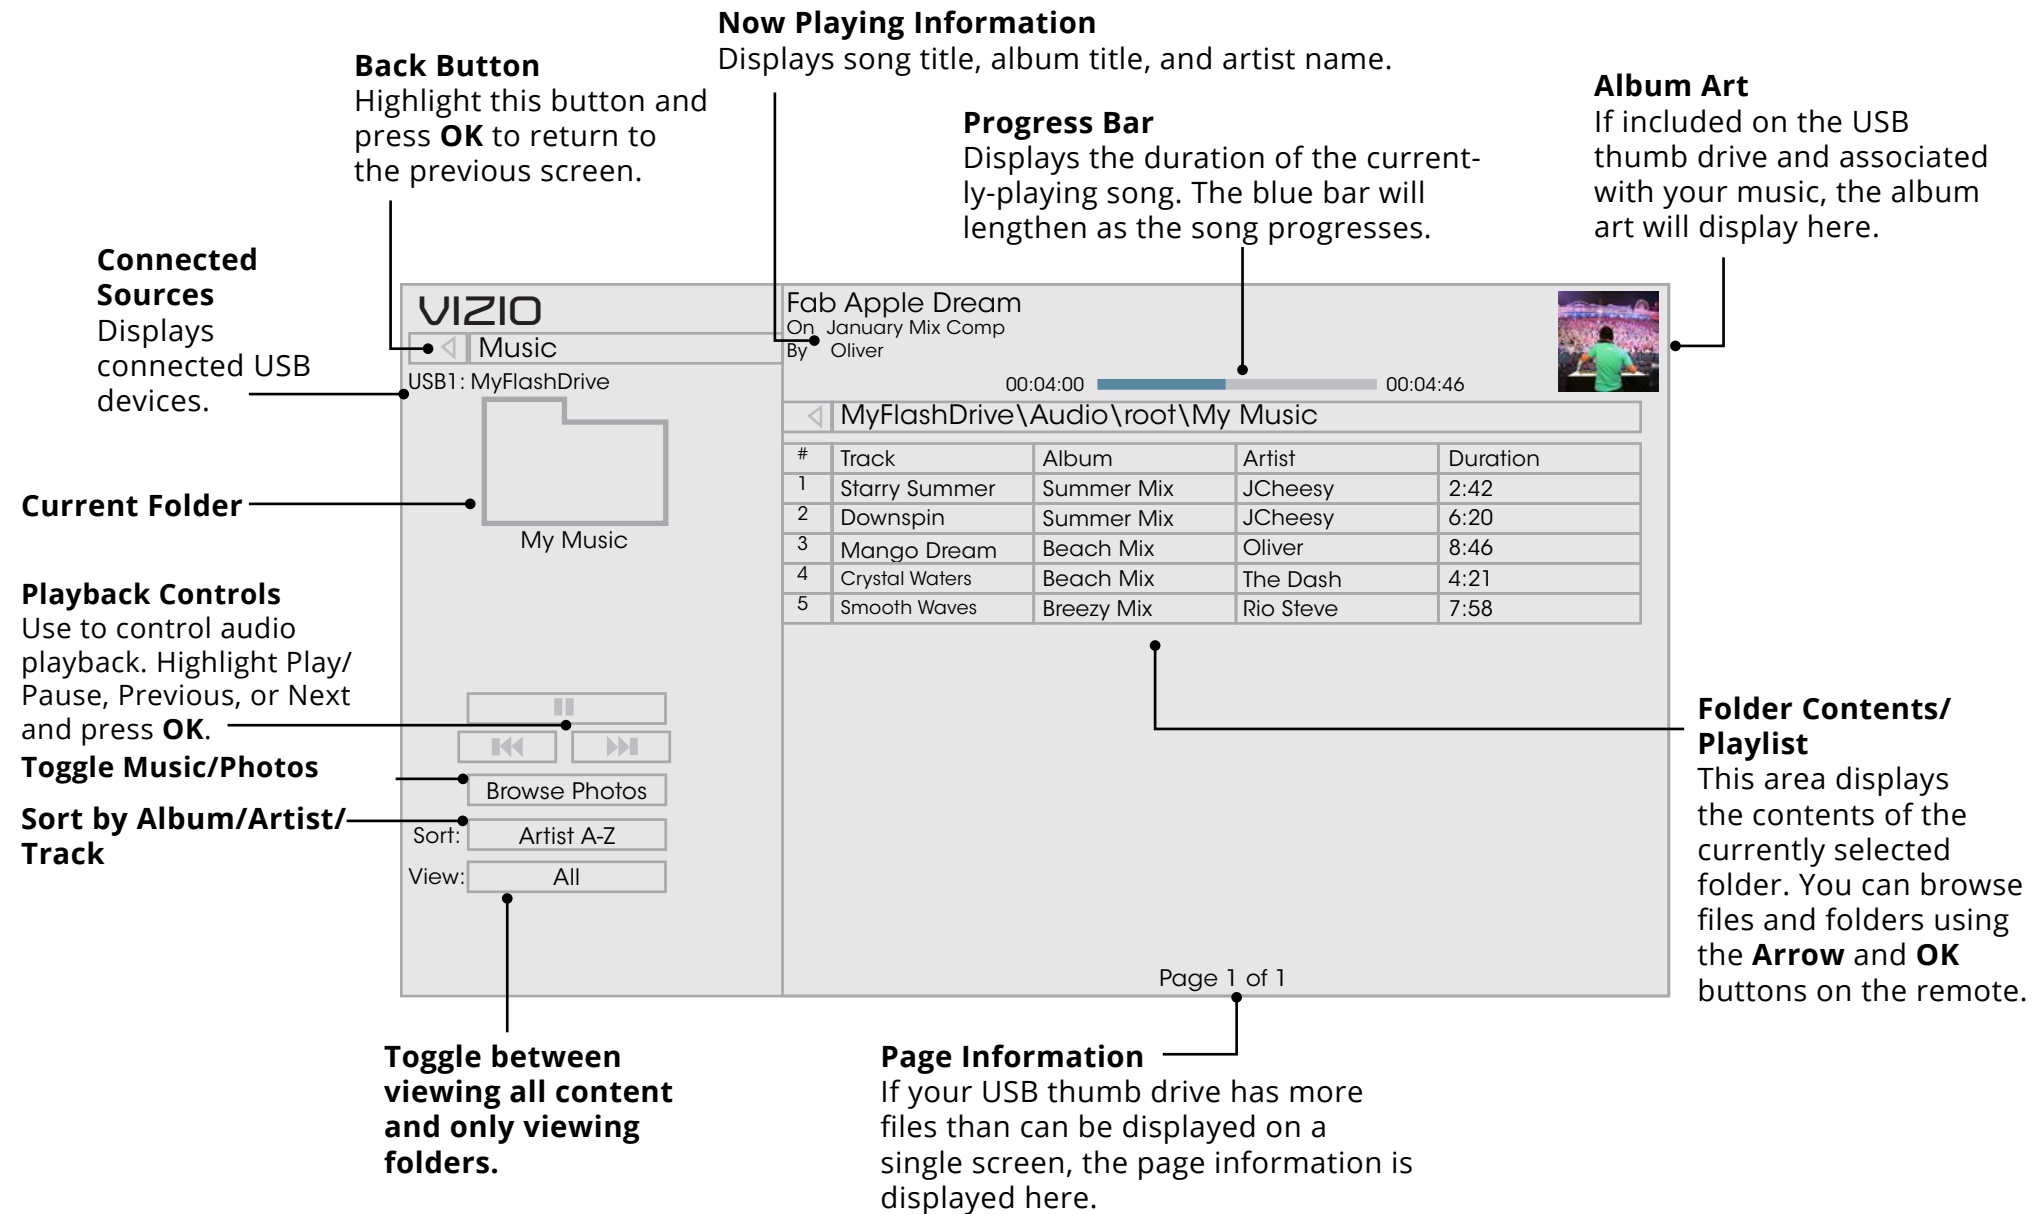 Now Playing Information
Displays song title, album title, and artist name.
Back Button
Highlight this button and
press OK to return to
the previous screen.
Progress Bar
Displays the duration of the current-
ly-playing song. The blue bar will
lengthen as the song progresses.
Album Art
If included on the USB
thumb drive and associated
with your music, the album
art will display here.
Connected
Sources
Displays
connected USB
devices.
Current Folder
Playback Controls
Use to control audio
playback. Highlight Play/
Pause, Previous, or Next
and press OK.
Toggle Music/Photos
Sort by Album/Artist/
Track
VIZIO
Music
USB1: MyFlashDrive
My Music
Browse Photos
Sort: Artist A-Z
View: All
Fab Apple Dream
On January Mix Comp
By Oliver
00:04:00 00:04:46
MyFlashDrive\Audio\root\My Music
# Track Album Artist Duration
1 Starry Summer Summer Mix JCheesy 2:42
2 Downspin Summer Mix JCheesy 6:20
3 Mango Dream Beach Mix Oliver 8:46
4 Crystal Waters Beach Mix The Dash 4:21
5 Smooth Waves Breezy Mix Rio Steve 7:58
Page 1 of 1
Folder Contents/
Playlist
This area displays
the contents of the
currently selected
folder. You can browse
files and folders using
the Arrow and OK
buttons on the remote.
Toggle between
viewing all content
and only viewing
folders.
Page Information
If your USB thumb drive has more
files than can be displayed on a
single screen, the page information is
displayed here.